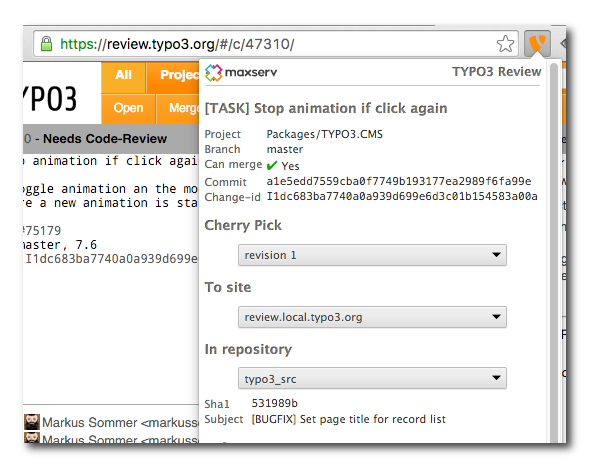 https://review.typo3.org/#/c/47310/
maxserv
TYPO3 Review
YPO3
All
Projec
Open
Merge
0 - Needs Code-Review
[TASK] Stop animation if click again
Project Packages/TYPO3.CMS
Branch master
Can merge ✔ Yes
Commit a1e5edd7559cba0f7749b193177ea2989f6fa99e
Change-id I1dc683ba7740a0a939d699e6d3c01b154583a00a
p animation if click agai
oggle animation an the mo
re a new animation is sta
#75179
master, 7.6
I1dc683ba7740a0a939d699e
Cherry Pick
revision 1
To site
review.local.typo3.org
In repository
typo3_src
Sha1 531989b
Subject [BUGFIX] Set page title for record list
Markus Sommer <markusso
Markus Sommer <markusso